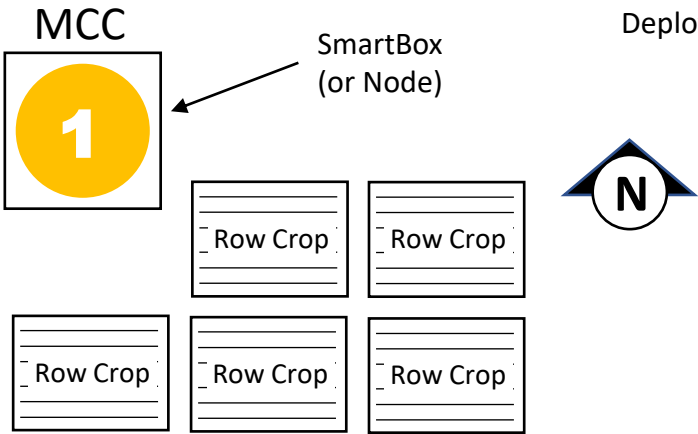 MCC
SmartBox
(or Node)
Deplo
1
N
Row Crop
Row Crop
Row Crop
Row Crop
Row Crop